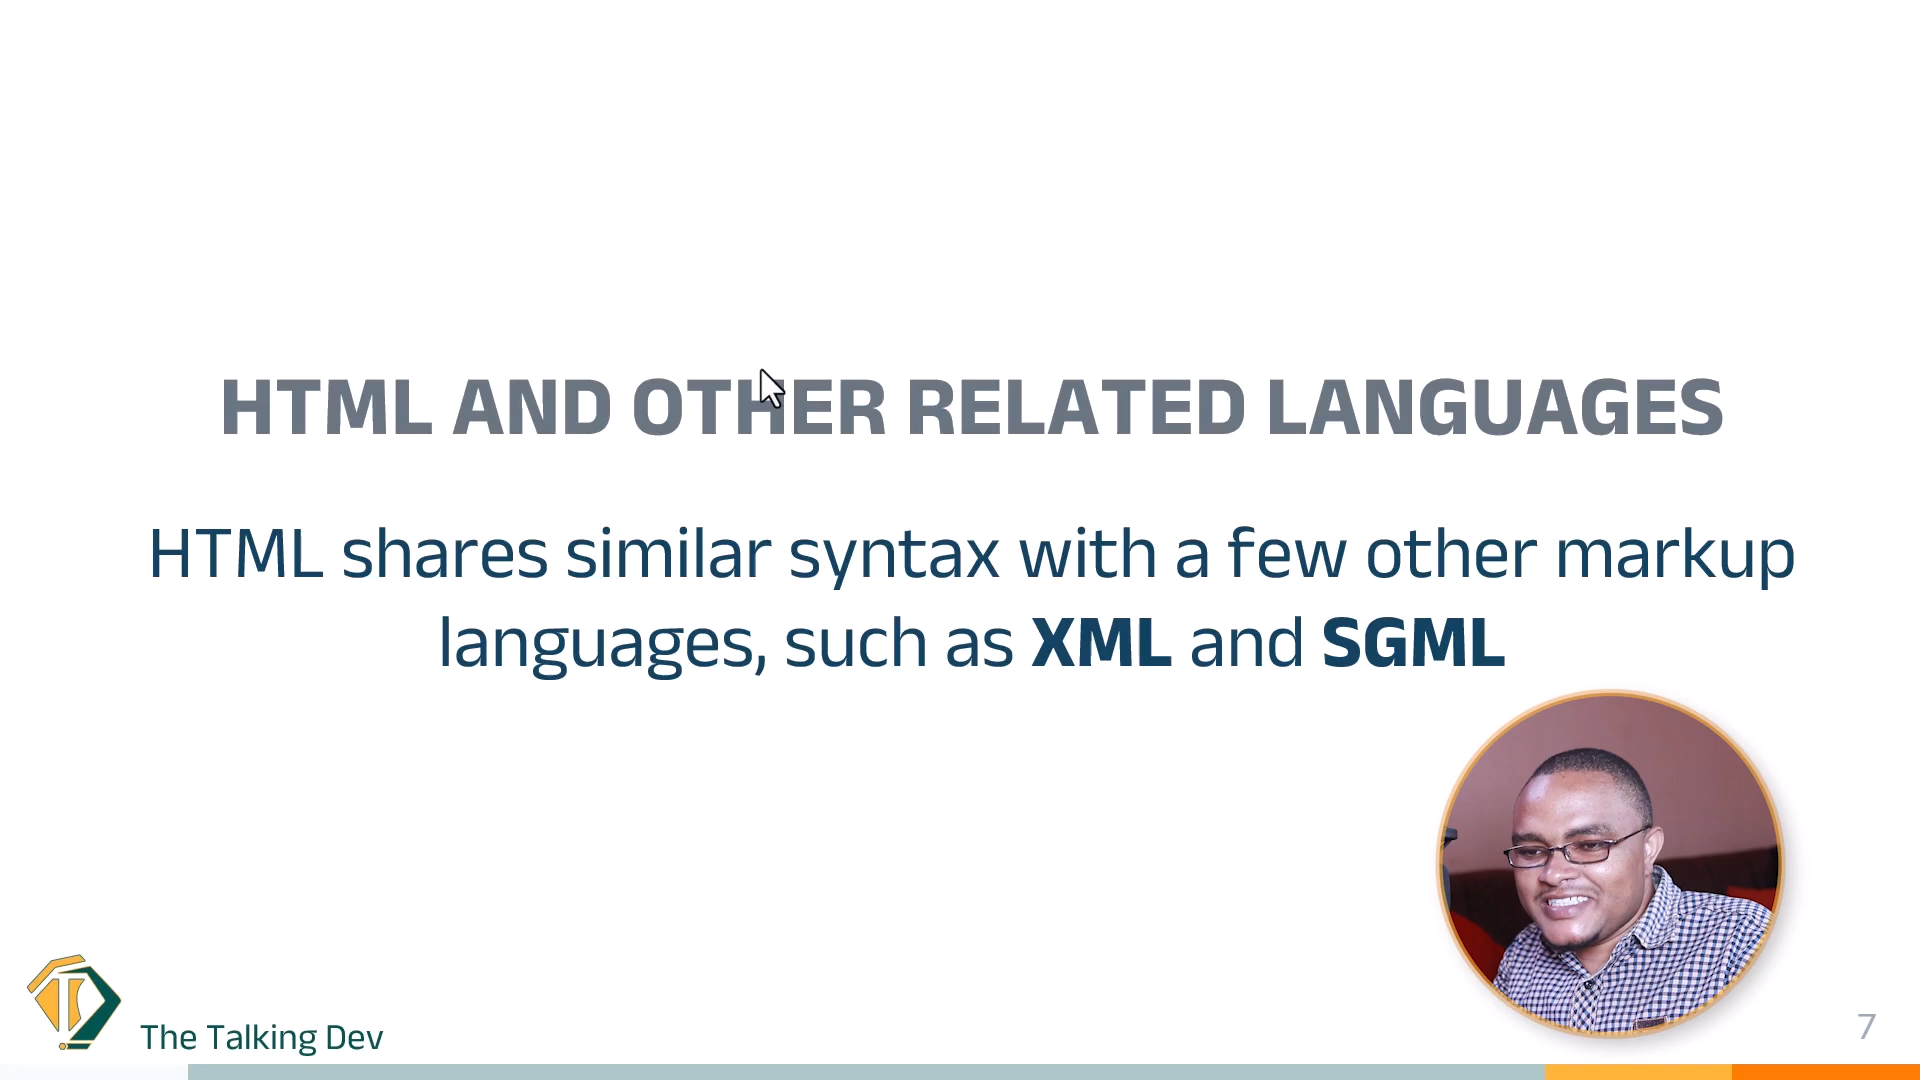 HTML AND OTHER RELATED LANGUAGES
HTML shares similar syntax with a few other markup
languages, such as XML and SGML
The Talking Dev
7